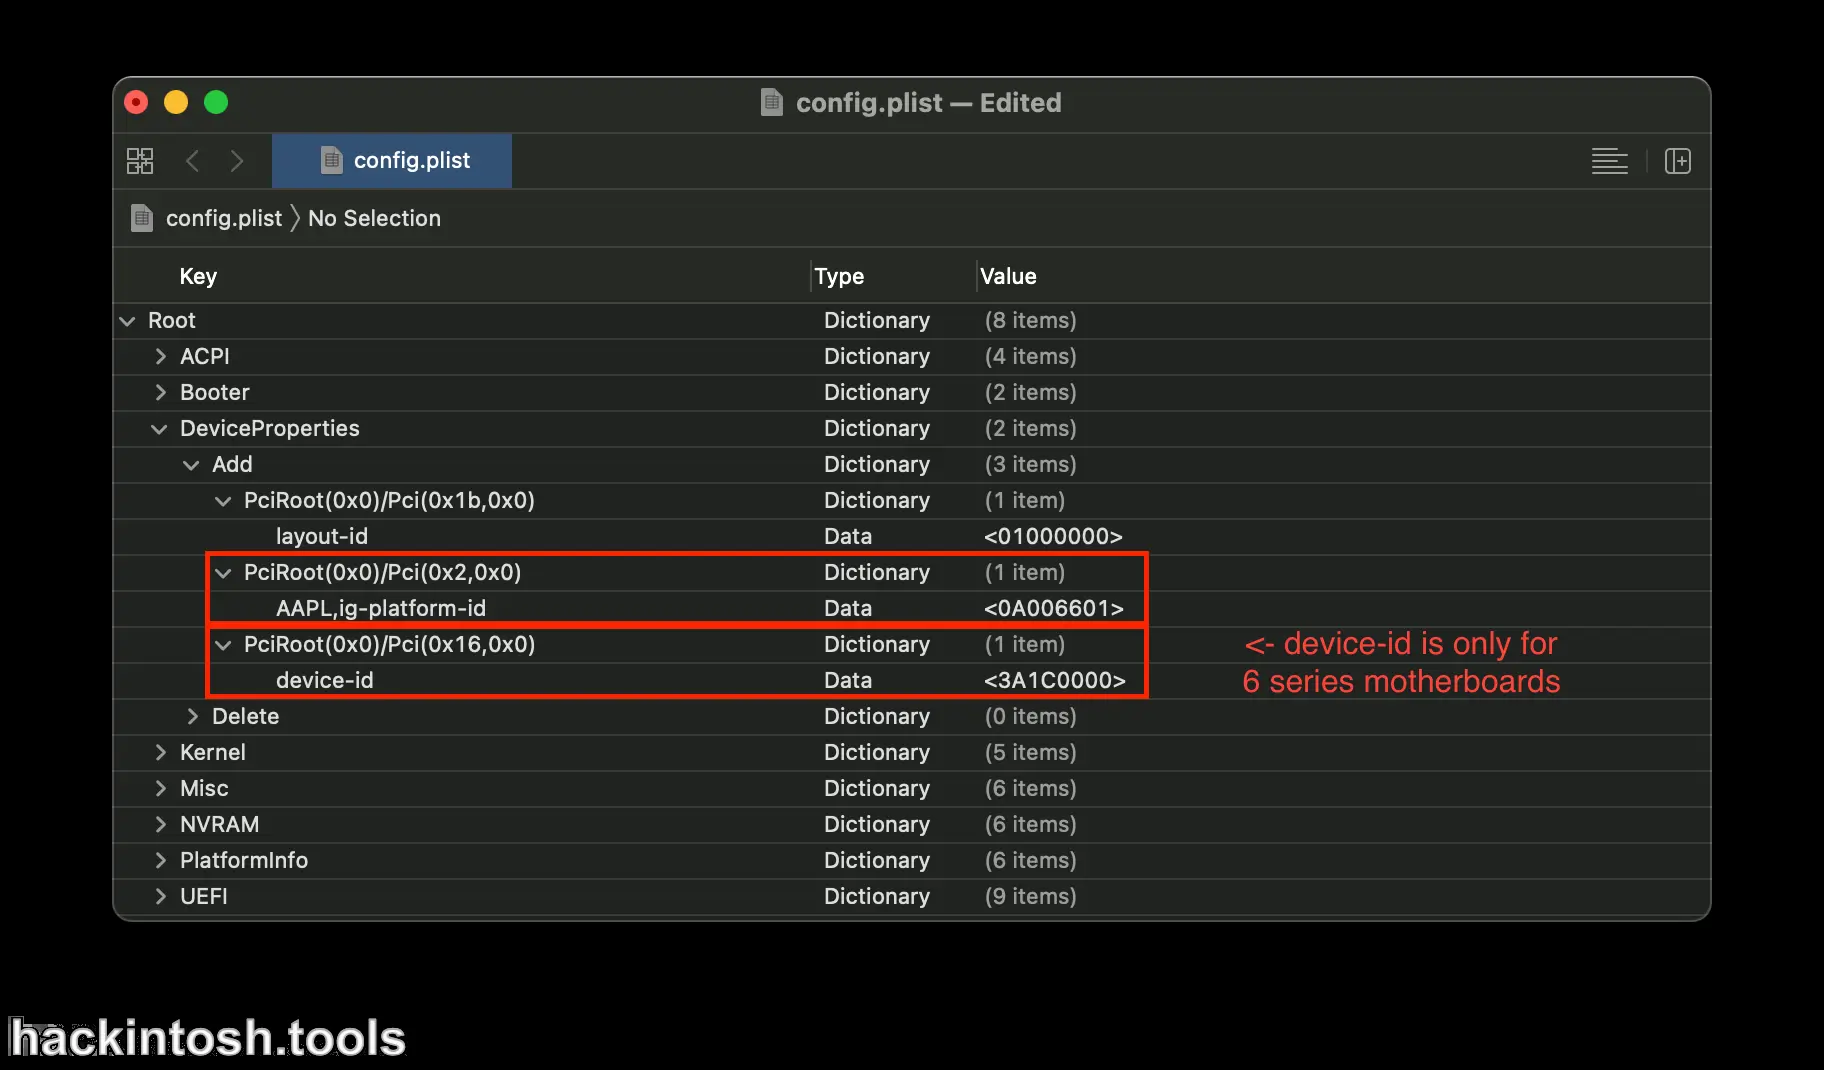 config.plist — Edited
config.plist
config.plist 〉 No Selection
Key Type Value
Root Dictionary (8 items)
ACPI Dictionary (4 items)
Booter Dictionary (2 items)
DeviceProperties Dictionary (2 items)
Add Dictionary (3 items)
PciRoot(0x0)/Pci(0x1b,0x0) Dictionary (1 item)
layout-id Data <01000000>
PciRoot(0x0)/Pci(0x2,0x0) Dictionary (1 item)
AAPL,ig-platform-id Data <0A006601>
PciRoot(0x0)/Pci(0x16,0x0) Dictionary (1 item) <- device-id is only for
device-id Data <3A1C0000> 6 series motherboards
Delete Dictionary (0 items)
Kernel Dictionary (5 items)
Misc Dictionary (6 items)
NVRAM Dictionary (6 items)
PlatformInfo Dictionary (6 items)
UEFI Dictionary (9 items)
hackintosh.tools